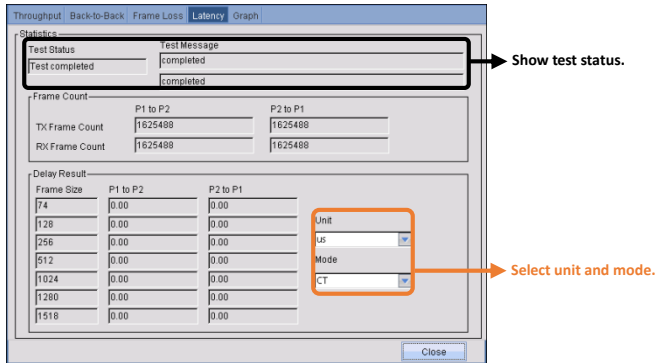 Throughput Back-to-Back Frame Loss Latency Graph
Statistics
Test Status Test Message
Test completed completed
completed
Show test status.
Frame Count
P1 to P2 P2 to P1
TX Frame Count 1625488 1625488
RX Frame Count 1625488 1625488
Delay Result
Frame Size P1 to P2 P2 to P1
74 0.00 0.00
128 0.00 0.00
256 0.00 0.00
512 0.00 0.00
1024 0.00 0.00
1280 0.00 0.00
1518 0.00 0.00
Unit
us
Mode
CT
Select unit and mode.
Close